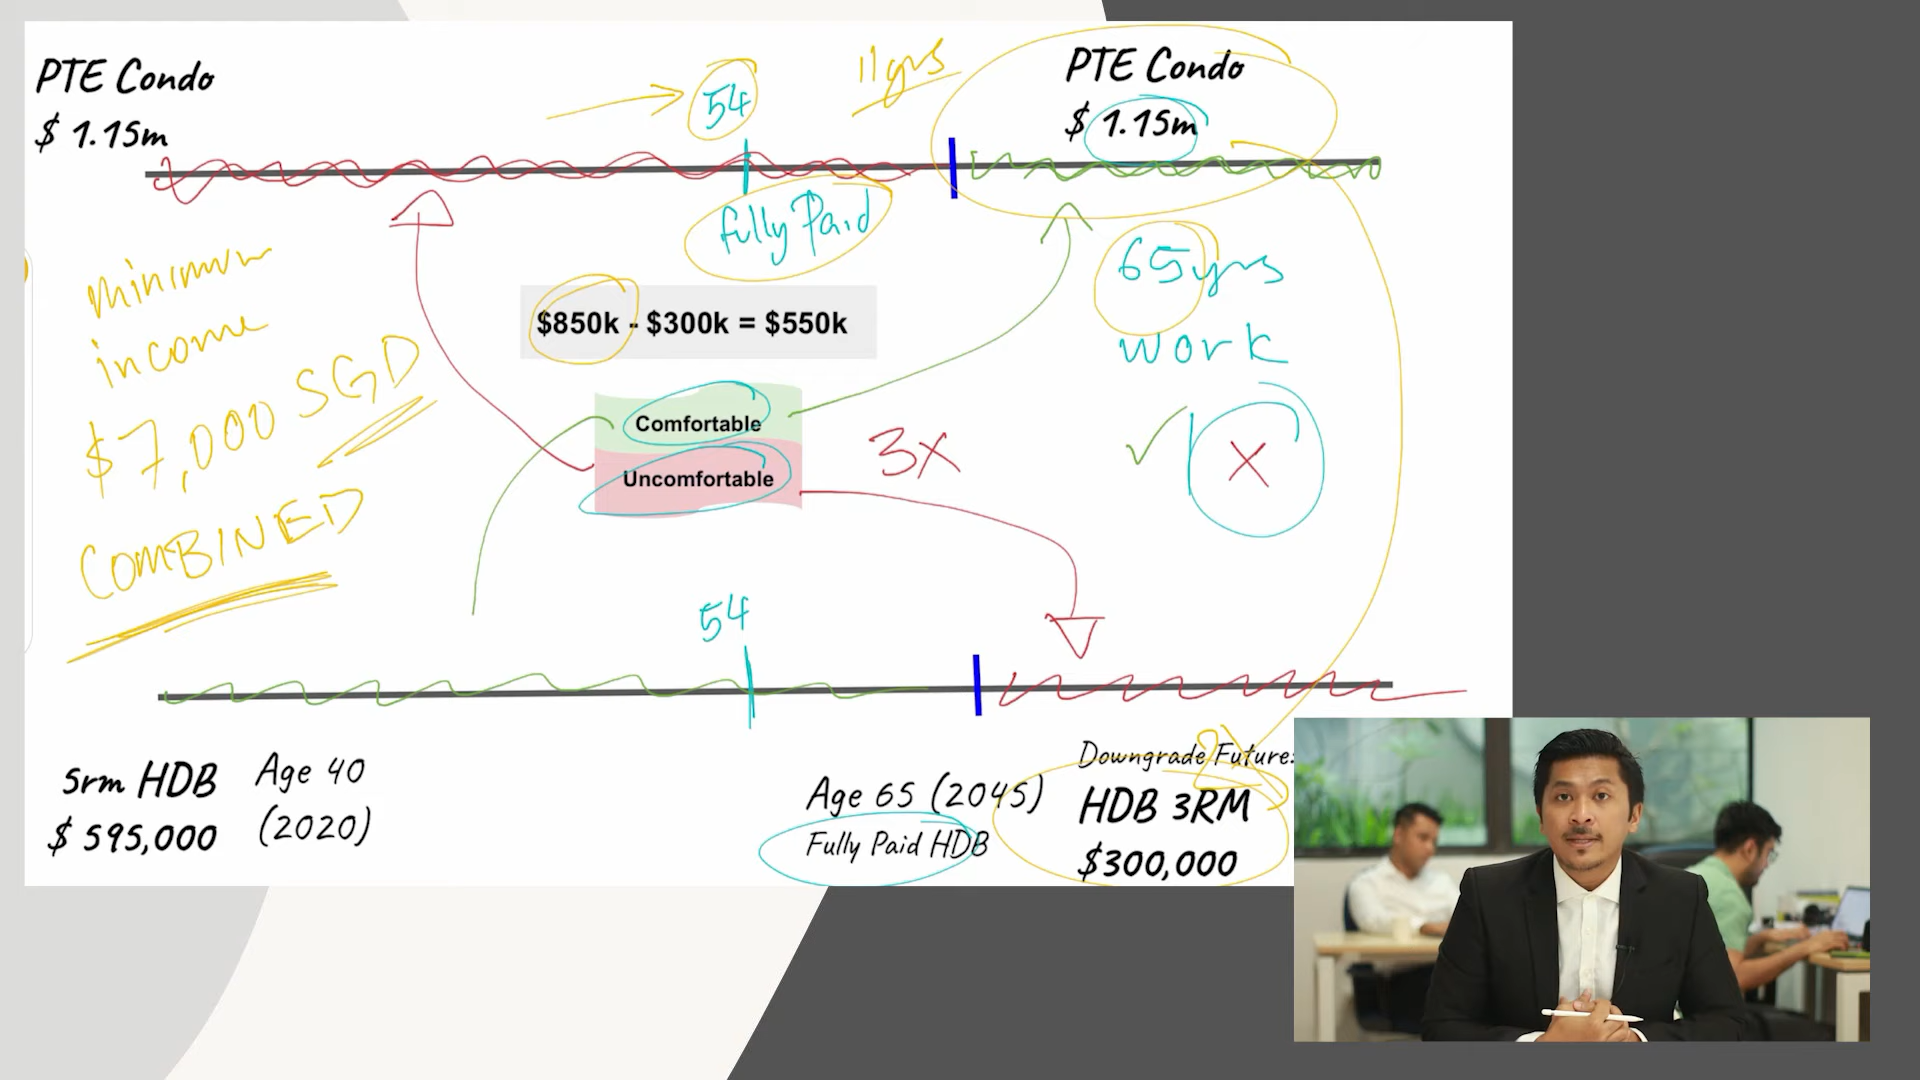 PTE Condo
$ 1.15m
54
11yrs
PTE Condo
$ 1.15m
fully Paid
minimum
income
$7,000 SGD
COMBINED
$850k - $300k = $550k
65yrs
work
Comfortable
Uncomfortable
3X
X
54
5rm HDB
$ 595,000
Age 40
(2020)
Age 65 (2045)
Fully Paid HDB
Downgrade Future:
2X
HDB 3RM
$300,000